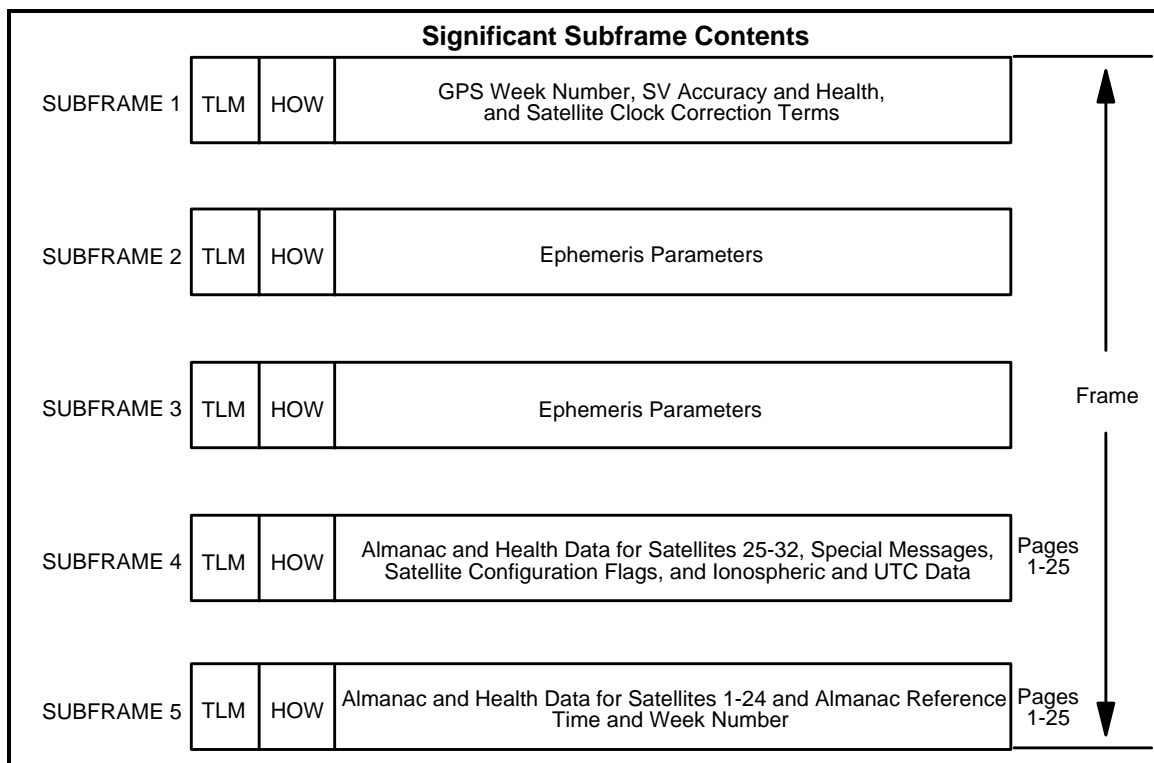 Significant Subframe Contents
SUBFRAME 1 TLM HOW GPS Week Number, SV Accuracy and Health,
and Satellite Clock Correction Terms
SUBFRAME 2 TLM HOW Ephemeris Parameters
SUBFRAME 3 TLM HOW Ephemeris Parameters
Frame
SUBFRAME 4 TLM HOW Almanac and Health Data for Satellites 25-32, Special Messages,
Satellite Configuration Flags, and Ionospheric and UTC Data
Pages
1-25
SUBFRAME 5 TLM HOW Almanac and Health Data for Satellites 1-24 and Almanac Reference
Time and Week Number
Pages
1-25